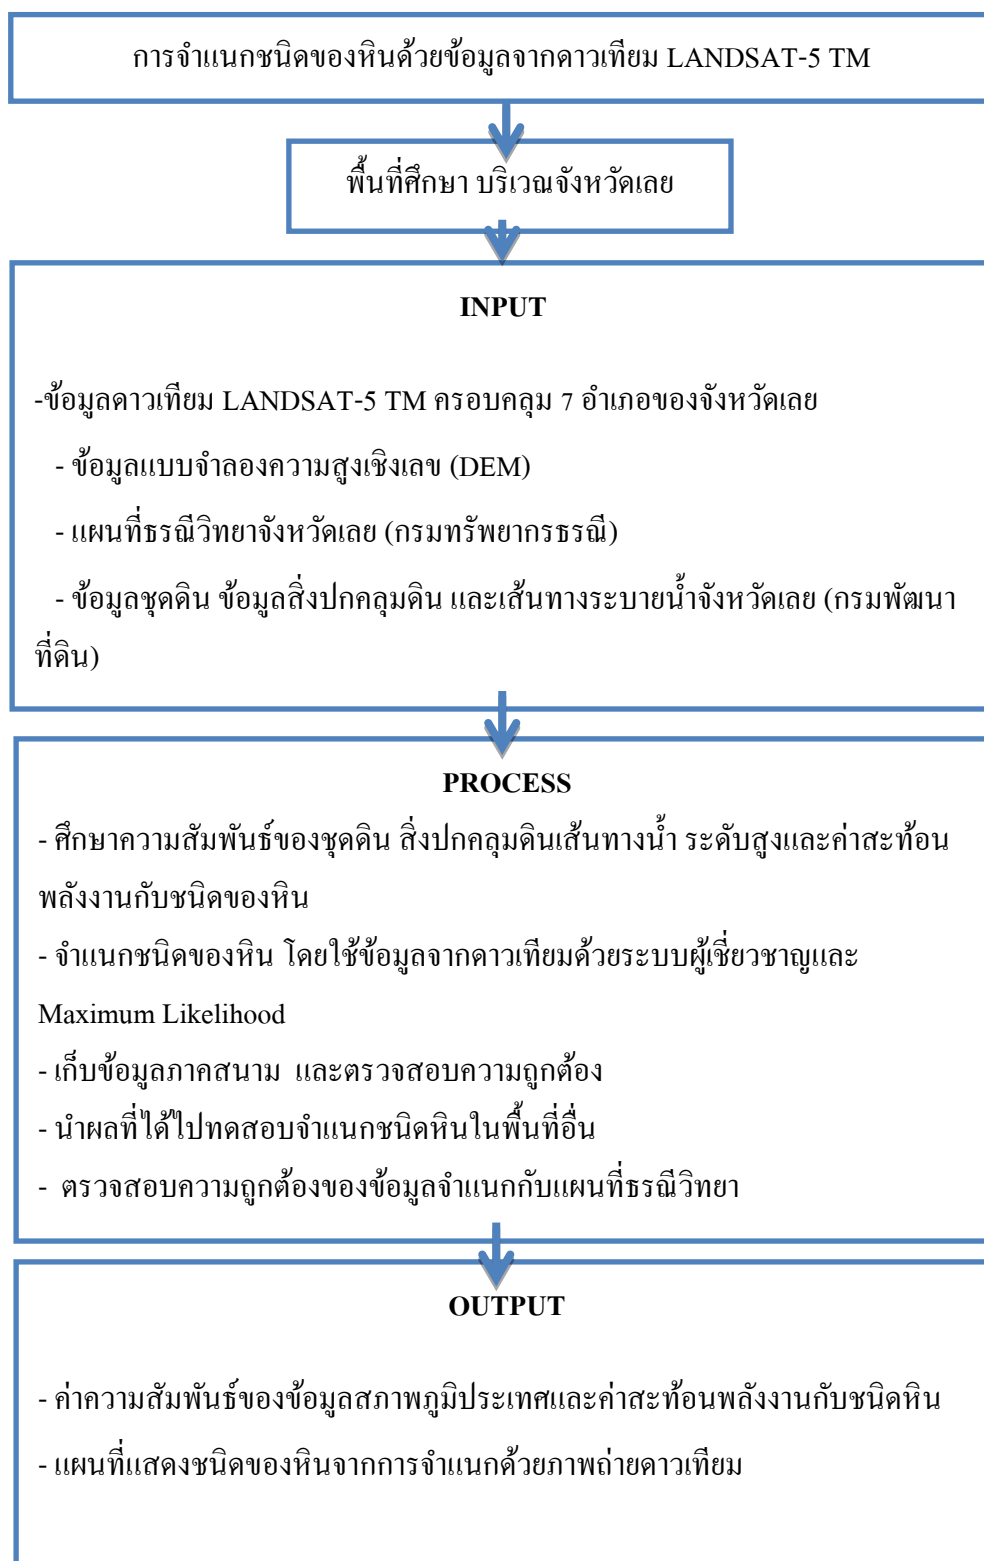 การจำแนกชนิดของหินด้วยข้อมูลจากดาวเทียม LANDSAT-5 TM
พื้นที่ศึกษา บริเวณจังหวัดเลย
INPUT
-ข้อมูลดาวเทียม LANDSAT-5 TM ครอบคลุม 7 อำเภอของจังหวัดเลย
- ข้อมูลแบบจำลองความสูงเชิงเลข (DEM)
- แผนที่ธรณีวิทยาจังหวัดเลย (กรมทรัพยากรธรณี)
- ข้อมูลชุดดิน ข้อมูลสิ่งปกคลุมดิน และเส้นทางระบายน้ำจังหวัดเลย (กรมพัฒนา
ที่ดิน)
PROCESS
- ศึกษาความสัมพันธ์ของชุดดิน สิ่งปกคลุมดินเส้นทางน้ำ ระดับสูงและค่าสะท้อน
พลังงานกับชนิดของหิน
- จำแนกชนิดของหิน โดยใช้ข้อมูลจากดาวเทียมด้วยระบบผู้เชี่ยวชาญและ
Maximum Likelihood
- เก็บข้อมูลภาคสนาม และตรวจสอบความถูกต้อง
- นำผลที่ได้ไปทดสอบจำแนกชนิดหินในพื้นที่อื่น
- ตรวจสอบความถูกต้องของข้อมูลจำแนกกับแผนที่ธรณีวิทยา
OUTPUT
- ค่าความสัมพันธ์ของข้อมูลสภาพภูมิประเทศและค่าสะท้อนพลังงานกับชนิดหิน
- แผนที่แสดงชนิดของหินจากการจำแนกด้วยภาพถ่ายดาวเทียม